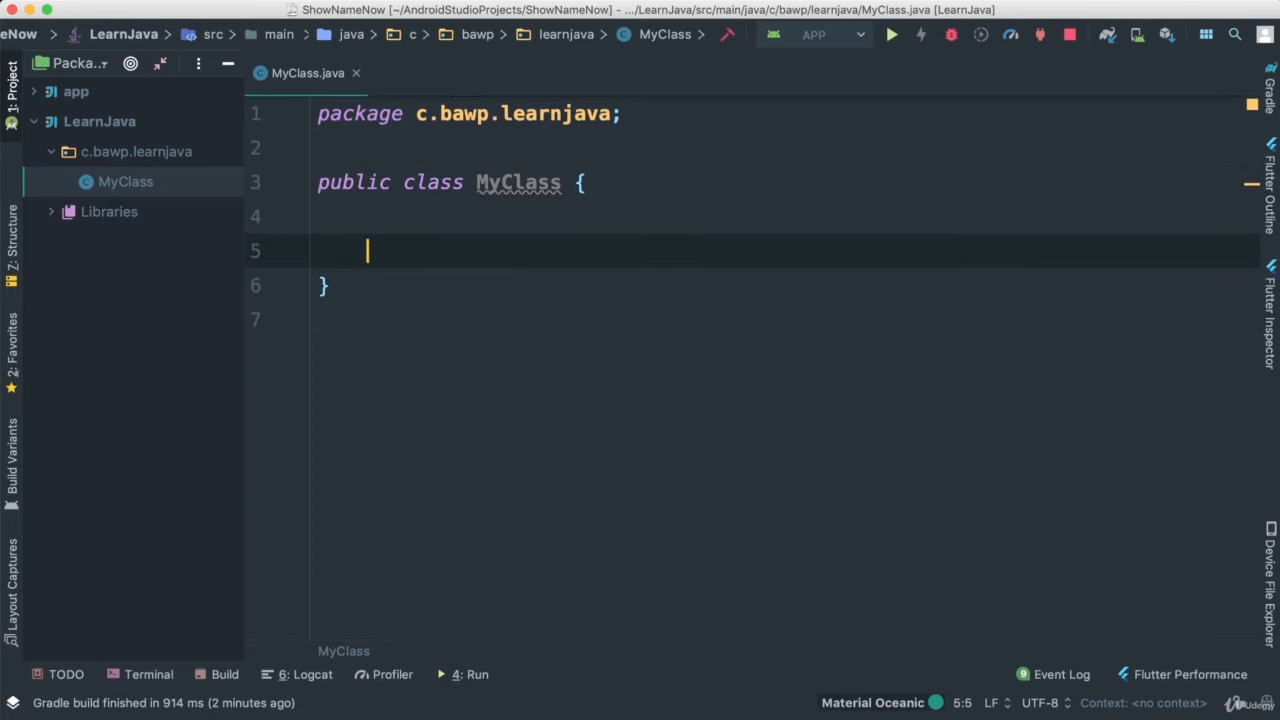 ShowNameNow [~/AndroidStudioProjects/ShowNameNow] - .../LearnJava/src/main/java/c/bawp/learnjava/MyClass.java [LearnJava]
eNow LearnJava src main java c bawp learnjava MyClass APP
1: Project
Packa..
MyClass.java
app
LearnJava
c.bawp.learnjava
MyClass
Libraries
7: Structure
2: Favorites
Build Variants
Layout Captures
1 package c.bawp.learnjava;
2
3 public class MyClass {
4
5
6 }
7
MyClass
Gradle
Flutter Outline
Flutter Inspector
Device File Explorer
TODO Terminal Build 6: Logcat Profiler 4: Run 9 Event Log Flutter Performance
Gradle build finished in 914 ms (2 minutes ago) Material Oceanic 5:5 LF UTF-8 Context: <no context>
Udemy